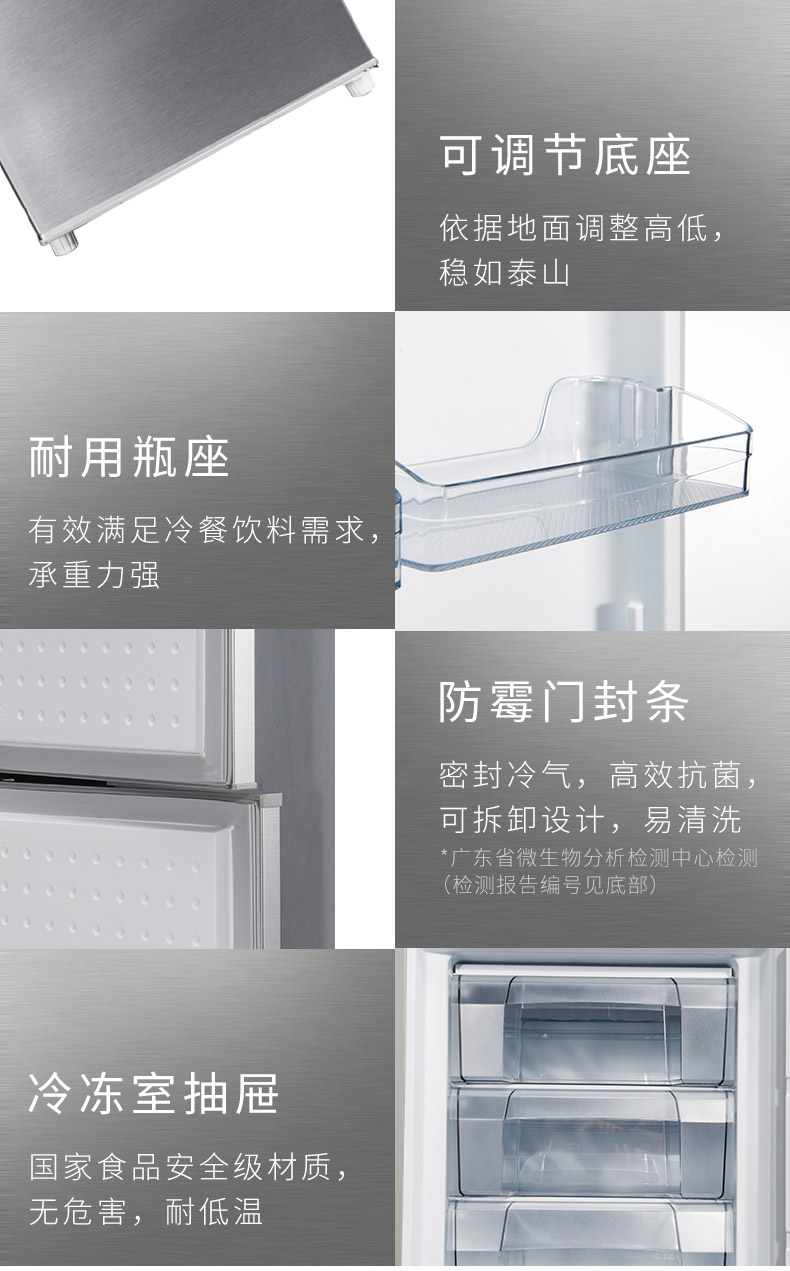 可调节底座
依据地面调整高低，
稳如泰山
耐用瓶座
有效满足冷餐饮料需求，
承重力强
防霉门封条
密封冷气，高效抗菌，
可拆卸设计，易清洗
*广东省微生物分析检测中心检测
（检测报告编号见底部）
冷冻室抽屉
国家食品安全级材质，
无危害，耐低温